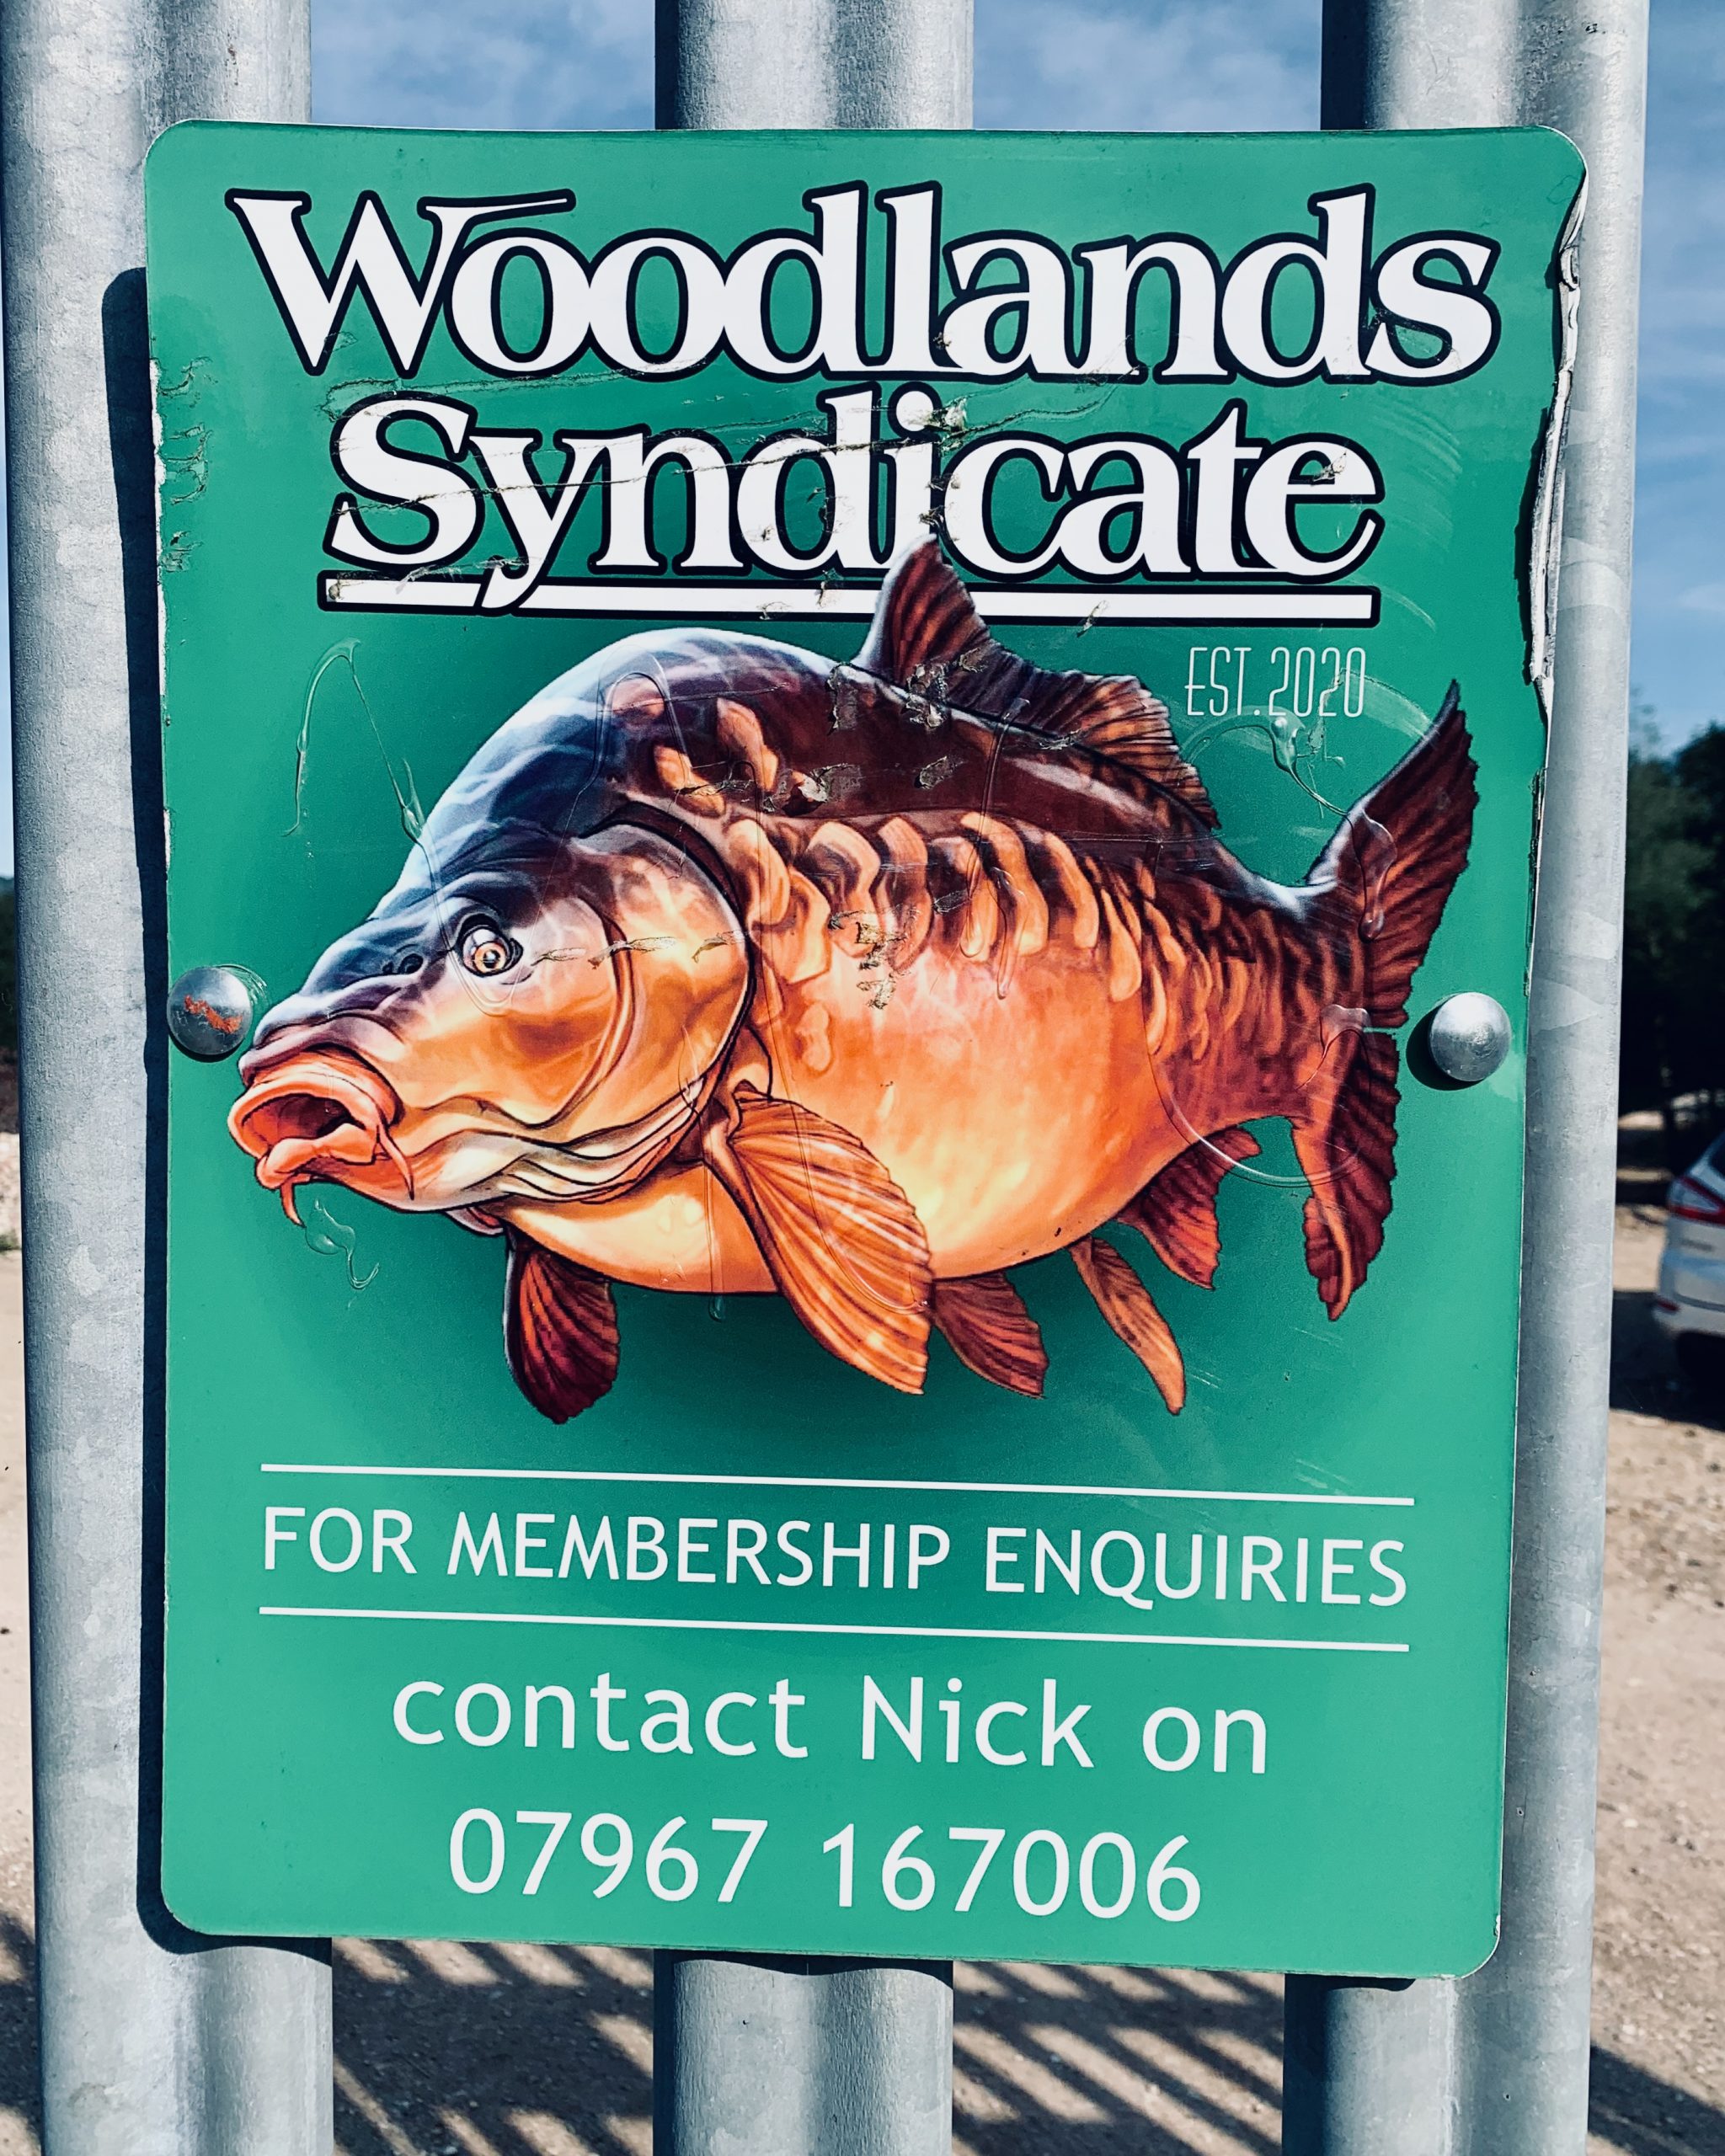 Woodlands
Syndicate
EST.2020
FOR MEMBERSHIP ENQUIRIES
contact Nick on
07967 167006